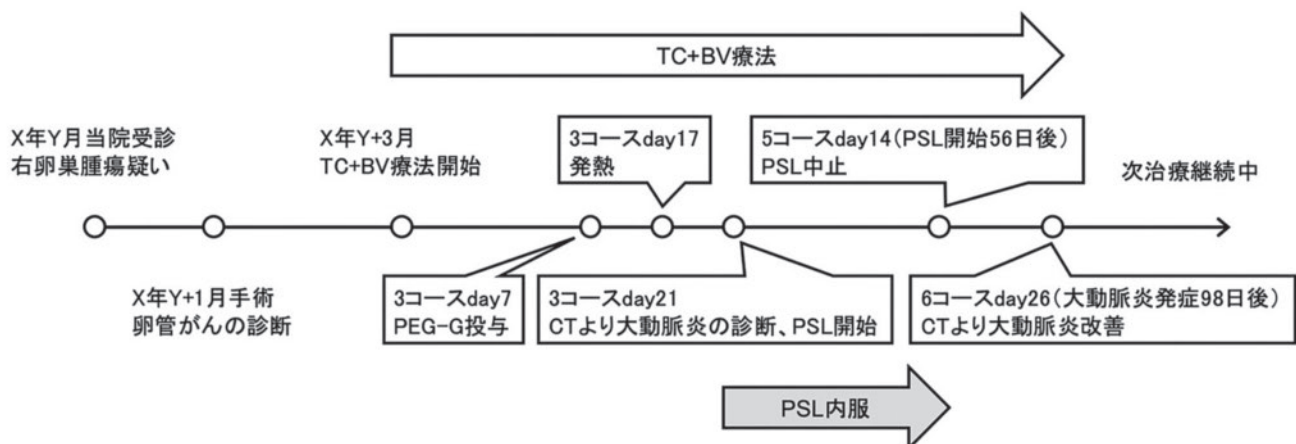 TC+BV療法
X年Y月当院受診
右卵巣腫瘍疑い
X年Y+3月
TC+BV療法開始
3コースday17
発熱
5コースday14(PSL開始56日後)
PSL中止
次治療継続中
X年Y+1月手術
卵管がんの診断
3コースday7
PEG-G投与
3コースday21
CTより大動脈炎の診断、PSL開始
6コースday26(大動脈炎発症98日後)
CTより大動脈炎改善
PSL内服